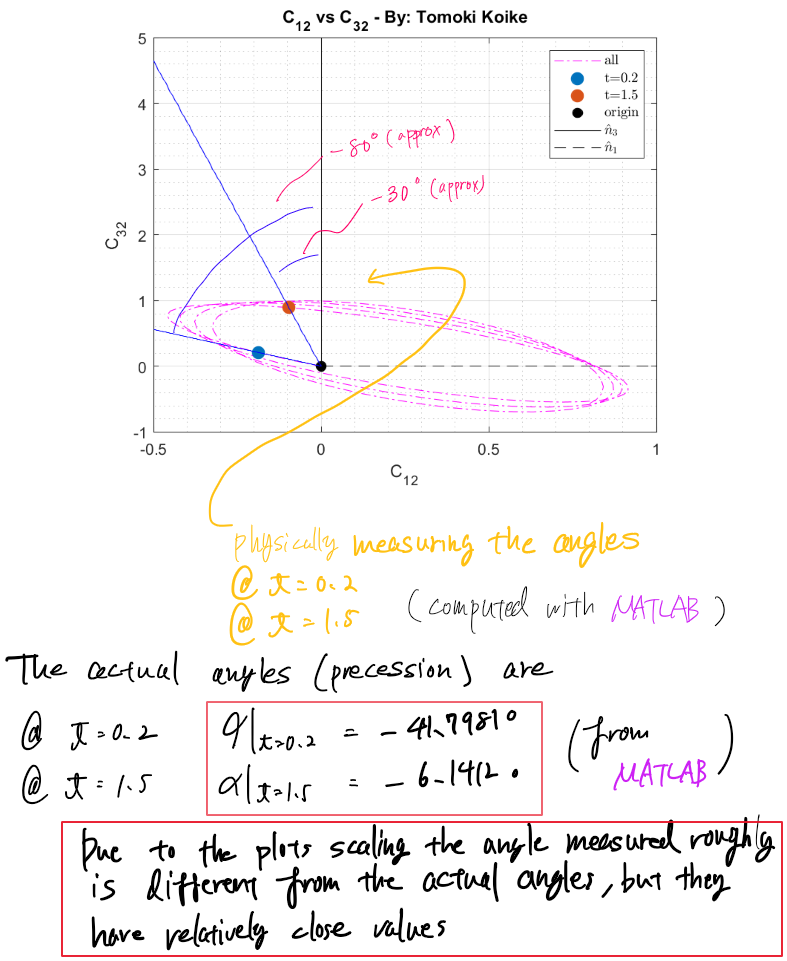 C12 vs C32 - By: Tomoki Koike
5
4
3
2
1
0
-1
-0.5
0
0.5
1
C32
C12
all
t=0.2
t=1.5
origin
n̂3
n̂1
-80° (approx)
-30° (approx)
physically measuring the angles
@ t=0.2
@ t=1.5
(computed with MATLAB)
The actual angles (precession) are
@ t=0.2 α|t=0.2 = -41.7981° (from
@ t=1.5 α|t=1.5 = -6.1412° MATLAB)
Due to the plots scaling the angle measured roughly
is different from the actual angles, but they
have relatively close values